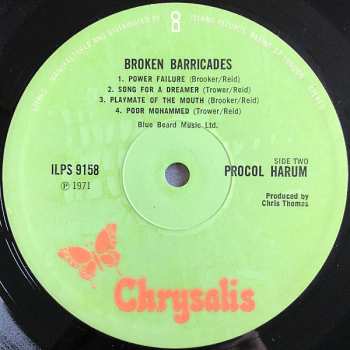 BROKEN BARRICADES
1. POWER FAILURE (Brooker/Reid)
2. SONG FOR A DREAMER (Trower/Reid)
3. PLAYMATE OF THE MOUTH (Brooker/Reid)
4. POOR MOHAMMED (Trower/Reid)
Blue Beard Music Ltd.
ILPS 9158
℗ 1971
SIDE TWO
PROCOL HARUM
Produced by
Chris Thomas
Chrysalis